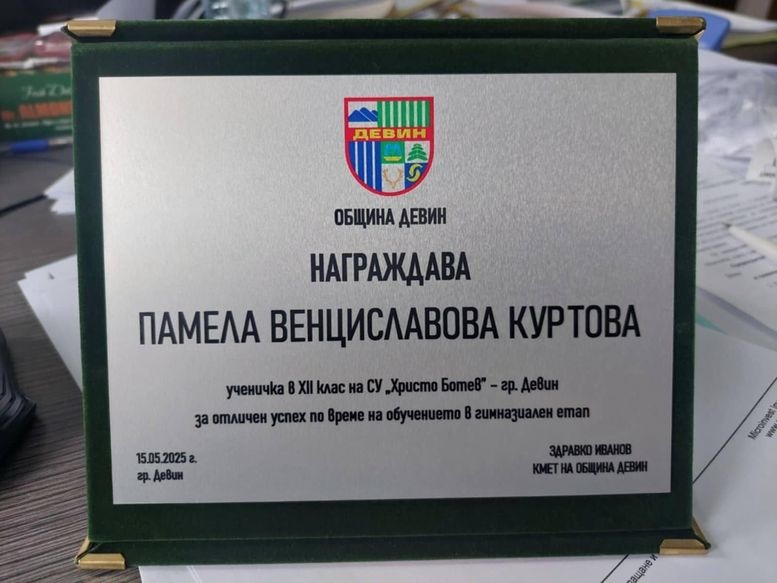 ДЕВИН
ОБЩИНА ДЕВИН
НАГРАЖДАВА
ПАМЕЛА ВЕНЦИСЛАВОВА КУРТОВА
ученичка в XII клас на СУ „Христо Ботев” – гр. Девин
за отличен успех по време на обучението в гимназиален етап
15.05.2025 г.
гр. Девин
ЗДРАВКО ИВАНОВ
КМЕТ НА ОБЩИНА ДЕВИН